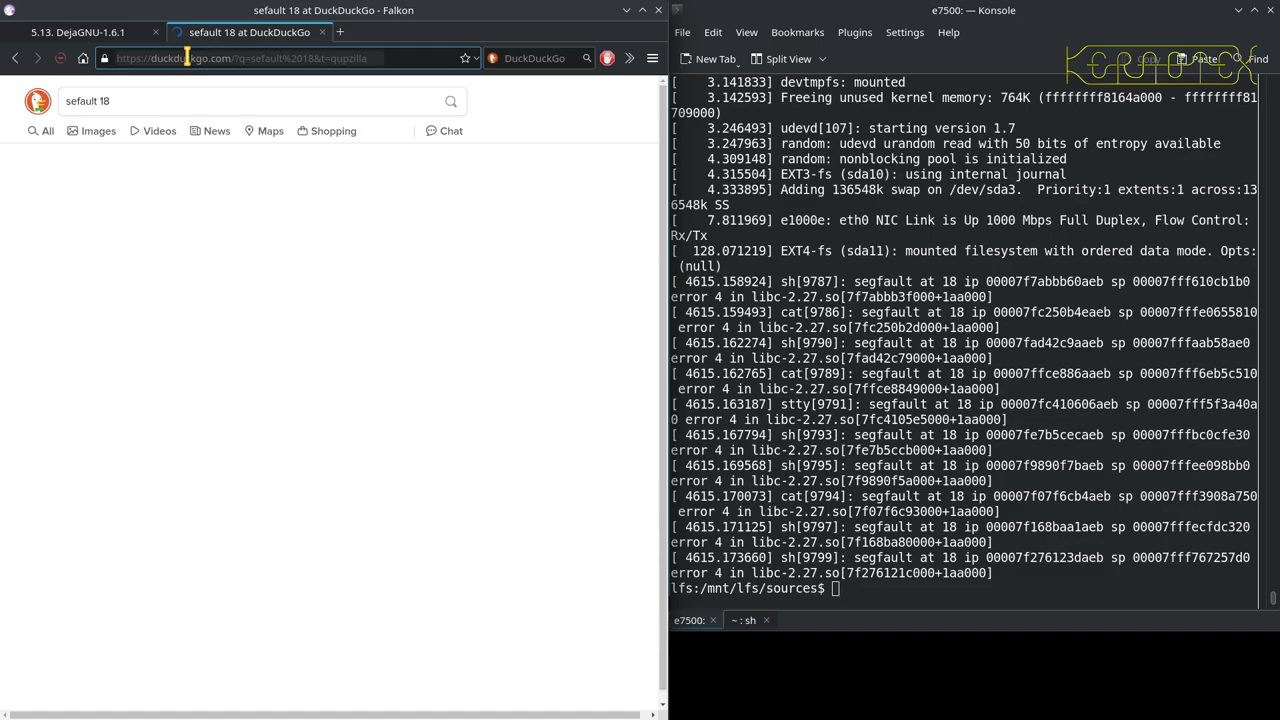 sefault 18 at DuckDuckGo - Falkon
5.13. DejaGNU-1.6.1
sefault 18 at DuckDuckGo
https://duckduckgo.com/?q=sefault%2018&t=qupzilla
DuckDuckGo
sefault 18
All
Images
Videos
News
Maps
Shopping
Chat
e7500: — Konsole
File Edit View Bookmarks Plugins Settings Help
New Tab
Split View
Copy
Paste
Find
[    3.141833] devtmpfs: mounted
[    3.142593] Freeing unused kernel memory: 764K (ffffffff8164a000 - ffffffff81
709000)
[    3.246493] udevd[107]: starting version 1.7
[    3.247963] random: udevd urandom read with 50 bits of entropy available
[    4.309148] random: nonblocking pool is initialized
[    4.315504] EXT3-fs (sda10): using internal journal
[    4.333895] Adding 136548k swap on /dev/sda3.  Priority:1 extents:1 across:13
6548k SS
[    7.811969] e1000e: eth0 NIC Link is Up 1000 Mbps Full Duplex, Flow Control:
Rx/Tx
[  128.071219] EXT4-fs (sda11): mounted filesystem with ordered data mode. Opts:
(null)
[ 4615.158924] sh[9787]: segfault at 18 ip 00007f7abbb60aeb sp 00007fff610cb1b0
error 4 in libc-2.27.so[7f7abbb3f000+1aa000]
[ 4615.159493] cat[9786]: segfault at 18 ip 00007fc250b4eaeb sp 00007fffe0655810
error 4 in libc-2.27.so[7fc250b2d000+1aa000]
[ 4615.162274] sh[9790]: segfault at 18 ip 00007fad42c9aaeb sp 00007fffaab58ae0
error 4 in libc-2.27.so[7fad42c79000+1aa000]
[ 4615.162765] cat[9789]: segfault at 18 ip 00007ffce886aaeb sp 00007fff6eb5c510
error 4 in libc-2.27.so[7ffce8849000+1aa000]
[ 4615.163187] stty[9791]: segfault at 18 ip 00007fc410606aeb sp 00007fff5f3a40a
0 error 4 in libc-2.27.so[7fc4105e5000+1aa000]
[ 4615.167794] sh[9793]: segfault at 18 ip 00007fe7b5cecaeb sp 00007fffbc0cfe30
error 4 in libc-2.27.so[7fe7b5ccb000+1aa000]
[ 4615.169568] sh[9795]: segfault at 18 ip 00007f9890f7baeb sp 00007fffee098bb0
error 4 in libc-2.27.so[7f9890f5a000+1aa000]
[ 4615.170073] cat[9794]: segfault at 18 ip 00007f07f6cb4aeb sp 00007fff3908a750
error 4 in libc-2.27.so[7f07f6c93000+1aa000]
[ 4615.171125] sh[9797]: segfault at 18 ip 00007f168baa1aeb sp 00007fffecfdc320
error 4 in libc-2.27.so[7f168ba80000+1aa000]
[ 4615.173660] sh[9799]: segfault at 18 ip 00007f276123daeb sp 00007fff767257d0
error 4 in libc-2.27.so[7f276121c000+1aa000]
lfs:/mnt/lfs/sources$
e7500:
~ : sh